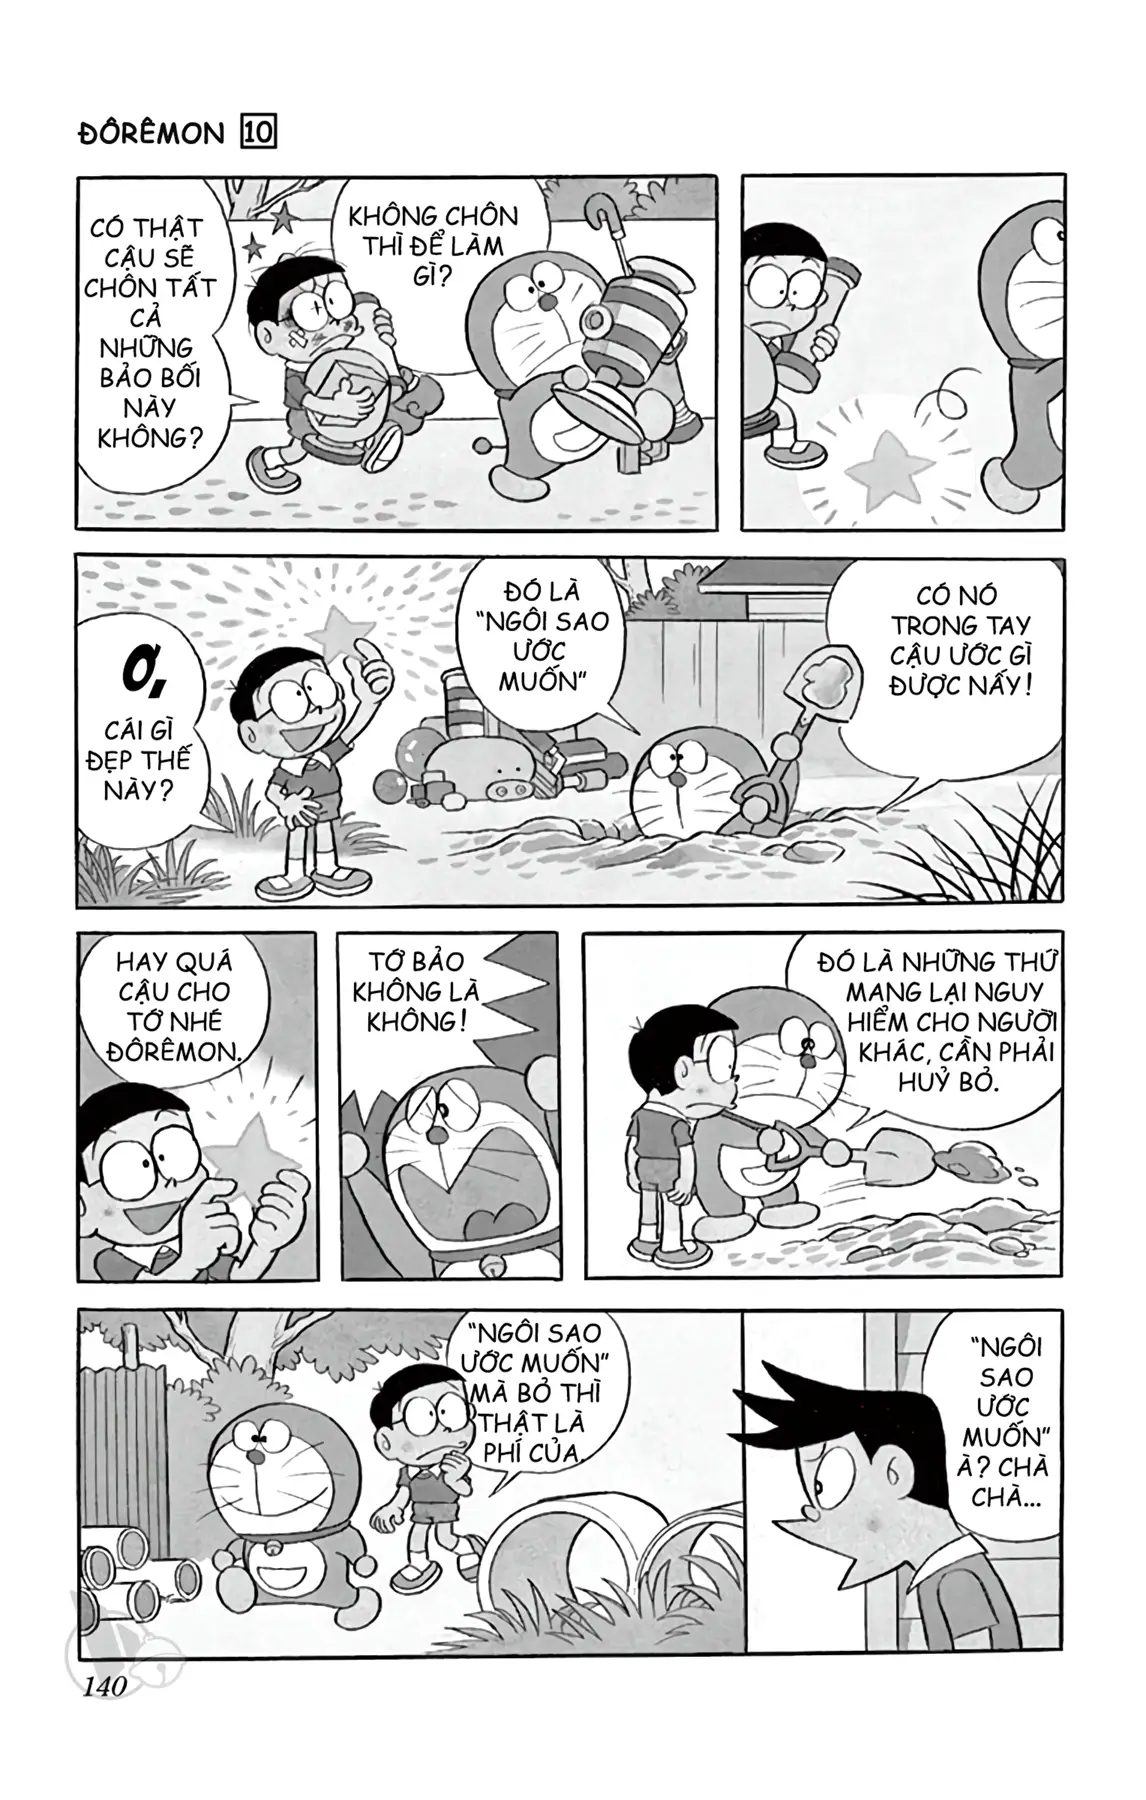 ĐÔRÊMON 10
CÓ THẬT
CẬU SẼ
CHÔN TẤT
CẢ
NHỮNG
BẢO BỐI
NÀY
KHÔNG?
KHÔNG CHÔN
THÌ ĐỂ LÀM
GÌ?
Ơ,
CÁI GÌ
ĐẸP THẾ
NÀY?
ĐÓ LÀ
"NGÔI SAO
ƯỚC
MUỐN"
CÓ NÓ
TRONG TAY
CẬU ƯỚC GÌ
ĐƯỢC NẤY!
HAY QUÁ
CẬU CHO
TỚ NHÉ
ĐÔRÊMON.
TỚ BẢO
KHÔNG LÀ
KHÔNG!
ĐÓ LÀ NHỮNG THỨ
MANG LẠI NGUY
HIỂM CHO NGƯỜI
KHÁC, CẦN PHẢI
HUỶ BỎ.
"NGÔI SAO
ƯỚC MUỐN"
MÀ BỎ THÌ
THẬT LÀ
PHÍ CỦA.
"NGÔI
SAO
ƯỚC
MUỐN"
À? CHÀ
CHÀ...
140